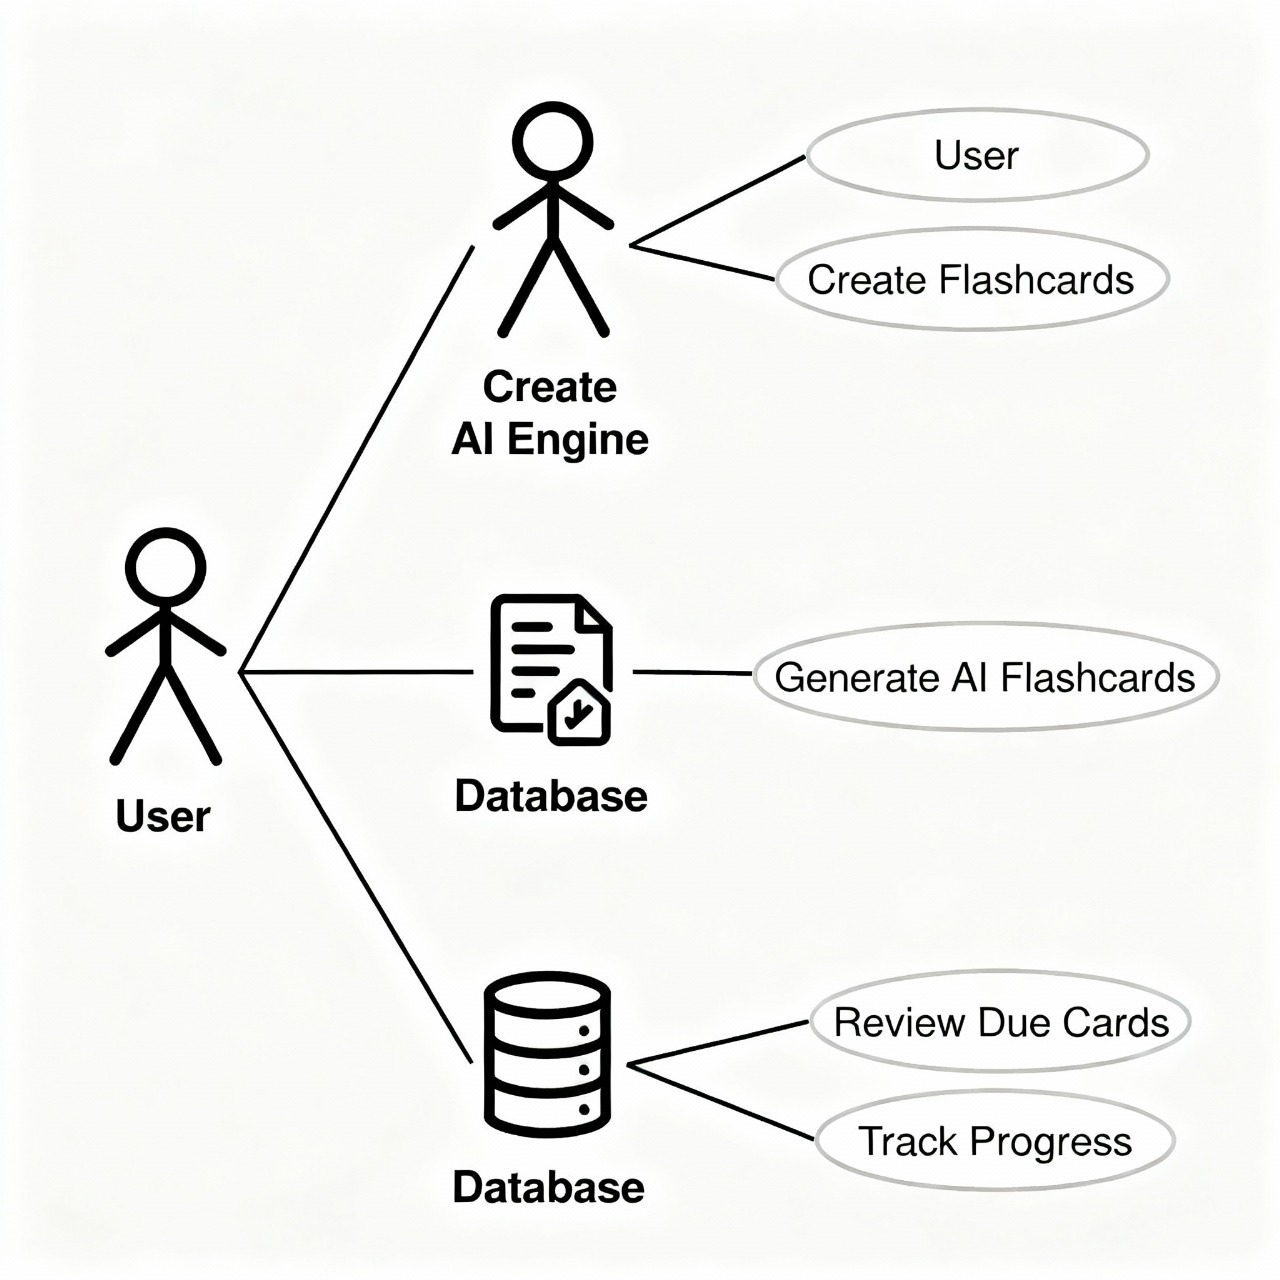 User
Create Flashcards
Create
AI Engine
Generate AI Flashcards
Database
User
Review Due Cards
Track Progress
Database